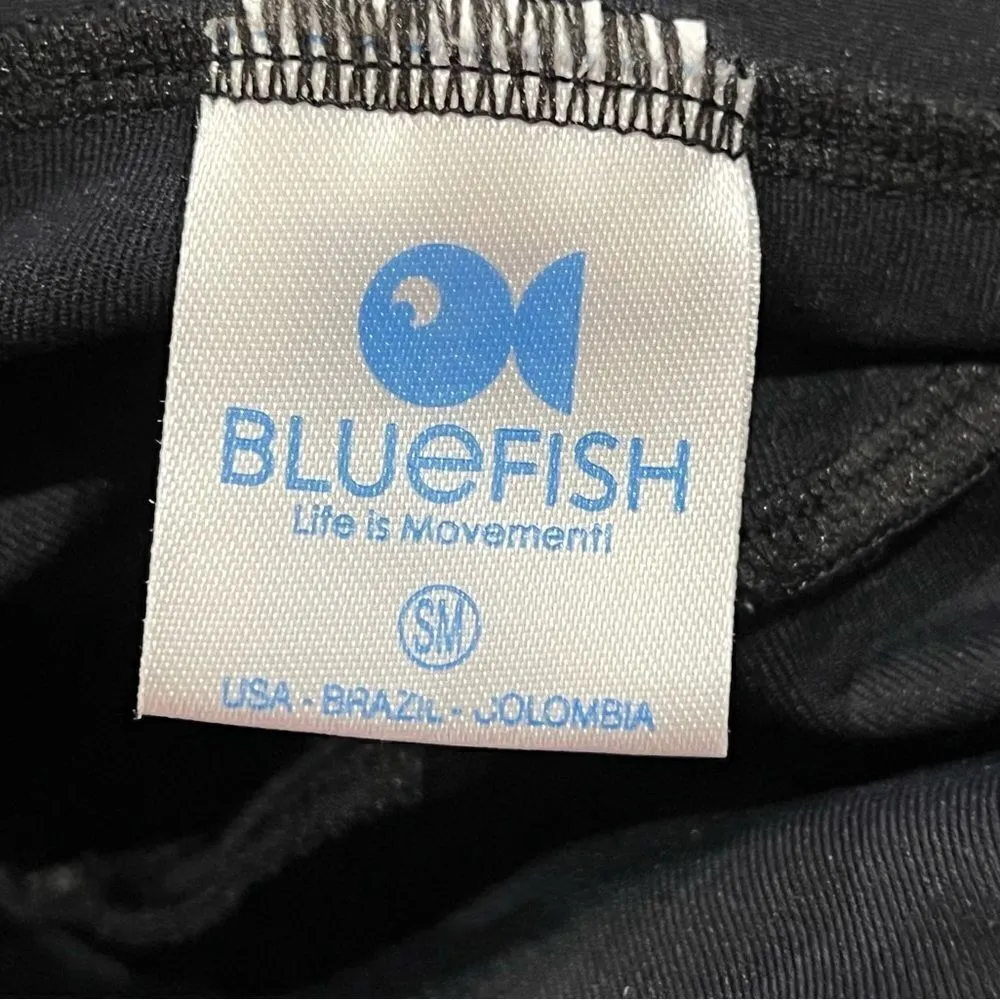 BLUeFISH
Life is Movement!
SM
USA - BRAZIL - COLOMBIA